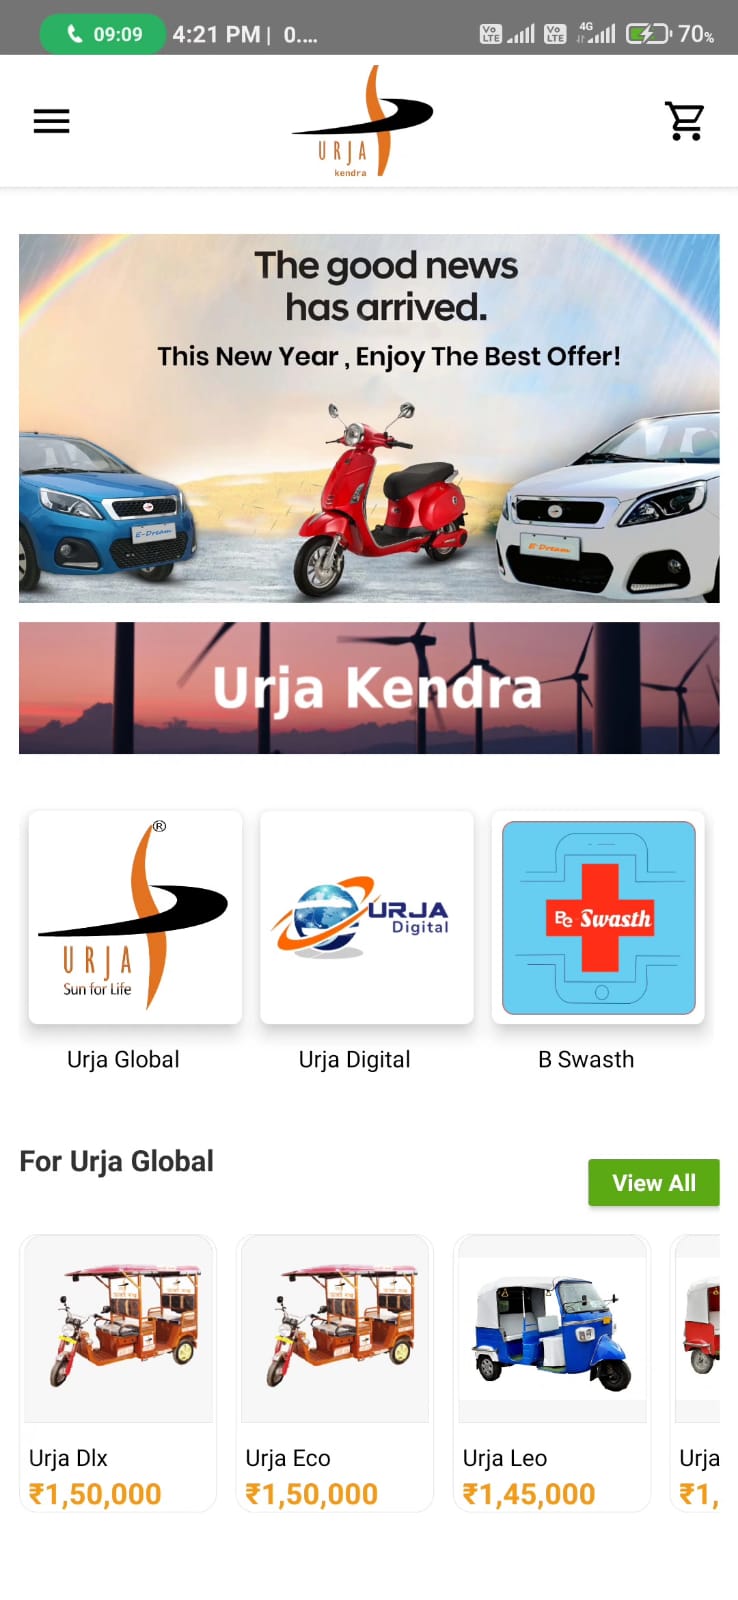 09:09 4:21 PM | 0....
Vo LTE Vo LTE 4G 70%
URJA
kendra
The good news
has arrived.
This New Year , Enjoy The Best Offer!
E-Dream
E-Dream
Urja Kendra
®
URJA
Sun for Life
URJA
Digital
Be Swasth
Urja Global
Urja Digital
B Swasth
For Urja Global
View All
Urja Dlx
₹1,50,000
Urja Eco
₹1,50,000
Urja Leo
₹1,45,000
Urja
₹1,